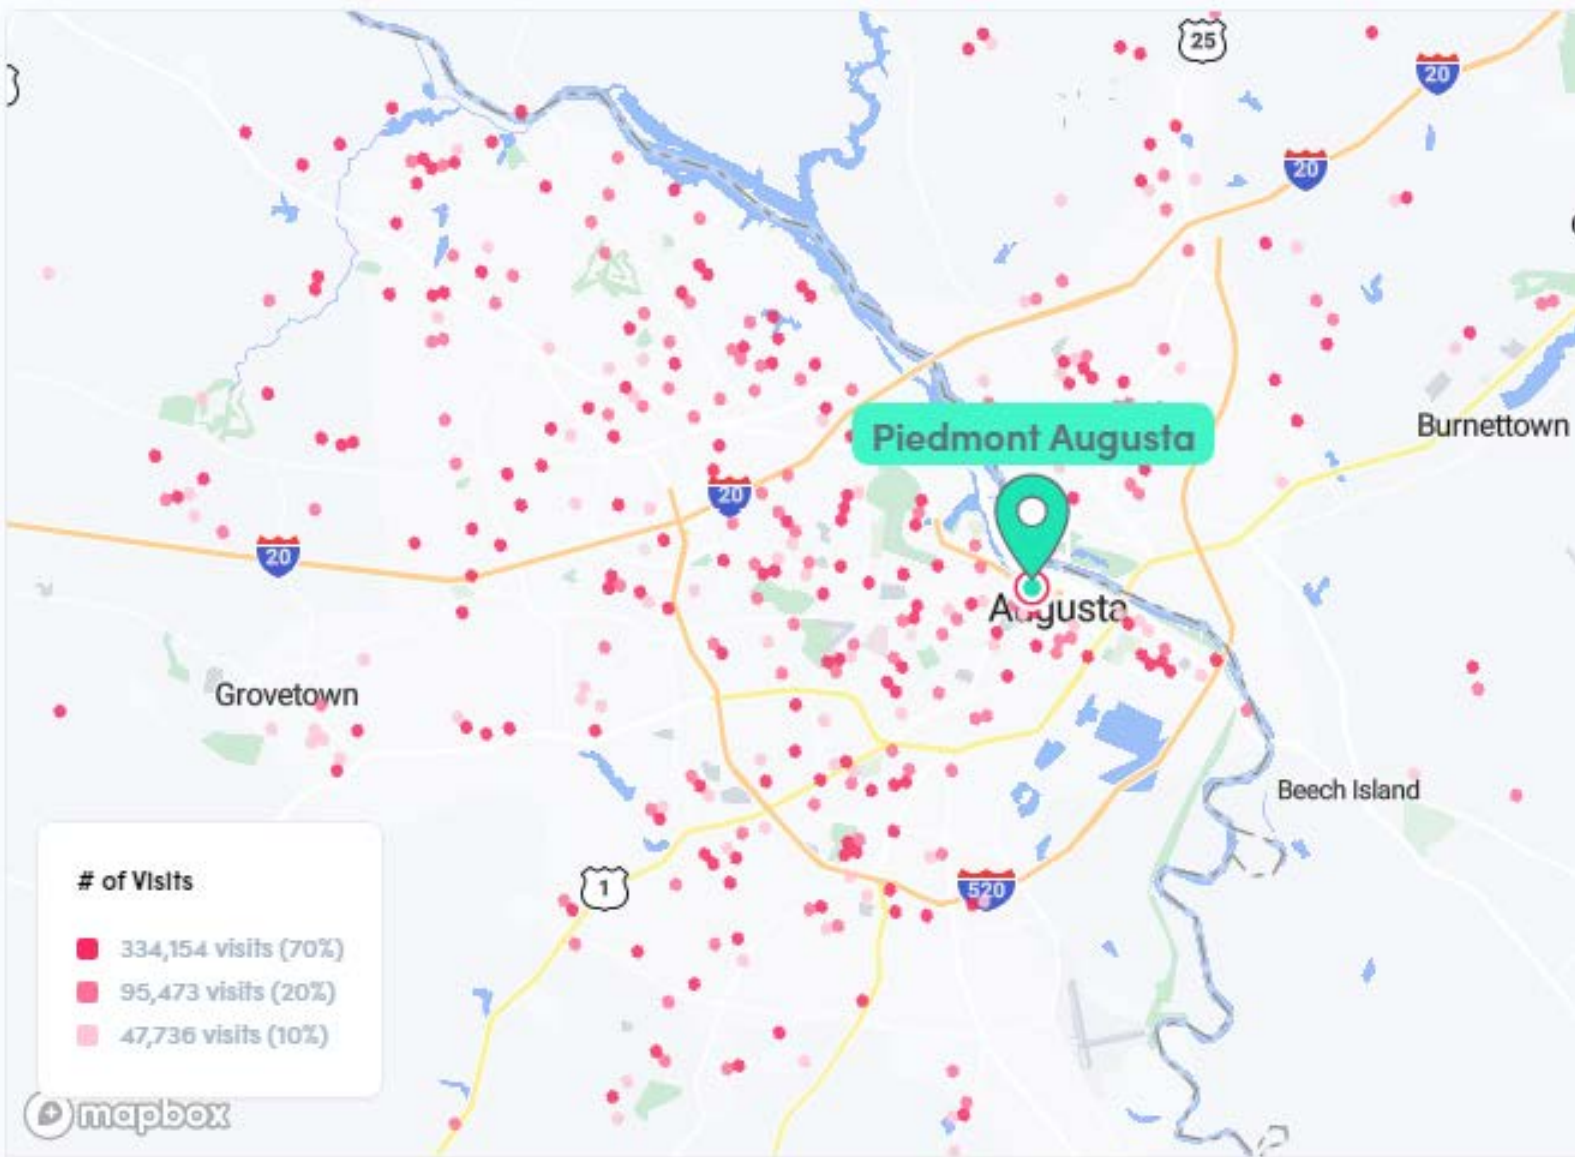 25
20
20
Burnettown
Piedmont Augusta
20
20
Augusta
Grovetown
Beech Island
# of Visits
1
520
334,154 visits (70%)
95,473 visits (20%)
47,736 visits (10%)
mapbox